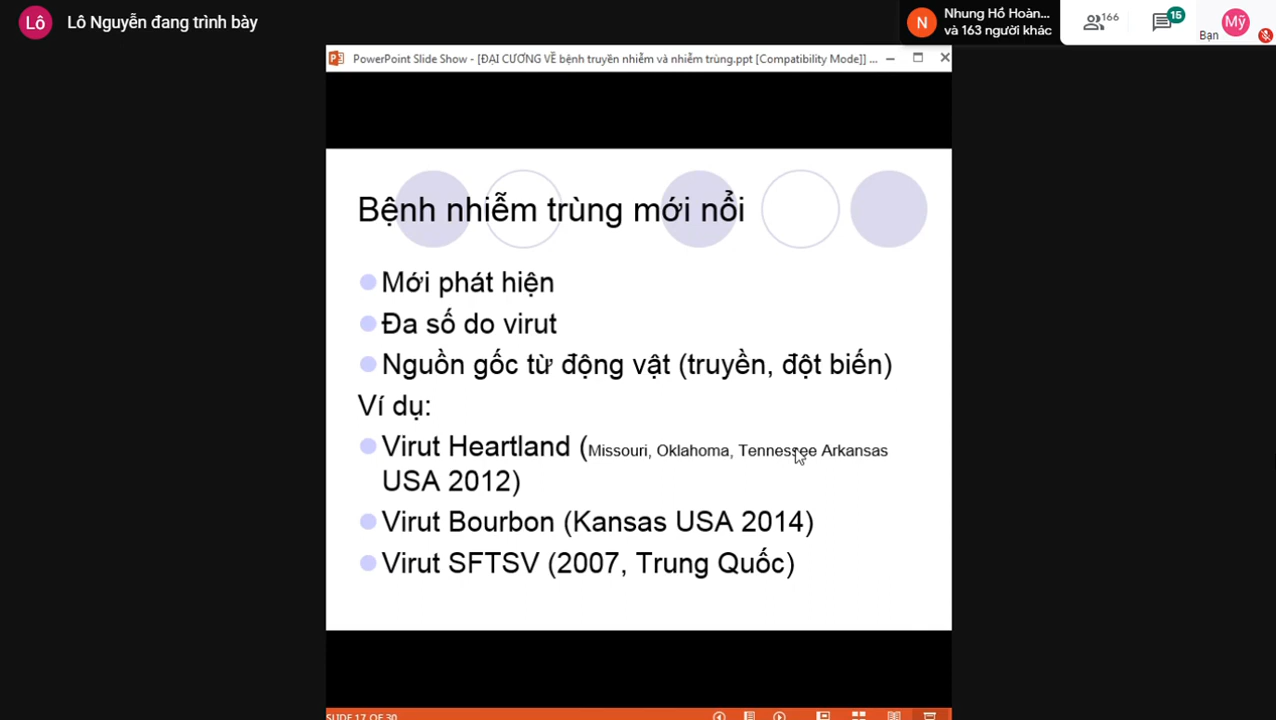 Lô
Lô Nguyễn đang trình bày
N
Nhung Hồ Hoàn...
và 163 người khác
166
15
Mỹ
Bạn
PowerPoint Slide Show - [ĐẠI CƯƠNG VỀ bệnh truyền nhiễm và nhiễm trùng.ppt [Compatibility Mode]] ...
Bệnh nhiễm trùng mới nổi
Mới phát hiện
Đa số do virut
Nguồn gốc từ động vật (truyền, đột biến)
Ví dụ:
Virut Heartland (Missouri, Oklahoma, Tennessee Arkansas
USA 2012)
Virut Bourbon (Kansas USA 2014)
Virut SFTSV (2007, Trung Quốc)
SLIDE 17 OF 30